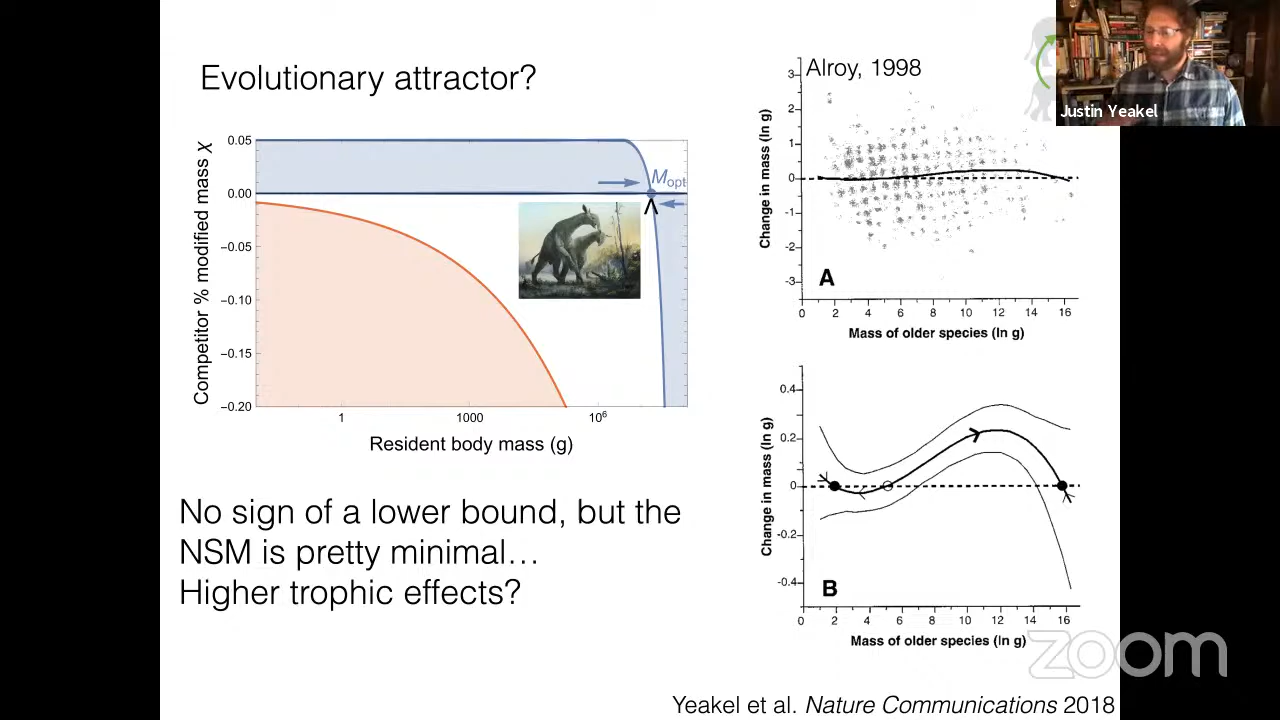 Evolutionary attractor?
Competitor % modified mass χ
0.05
0.00
−0.05
−0.10
−0.15
−0.20
M opt
1
1000
10⁶
Resident body mass (g)
No sign of a lower bound, but the
NSM is pretty minimal…
Higher trophic effects?
Alroy, 1998
Change in mass (ln g)
3
2
1
0
-1
-2
-3
A
0 2 4 6 8 10 12 14 16
Mass of older species (ln g)
Change in mass (ln g)
0.4
0.2
0
-0.2
-0.4
B
0 2 4 6 8 10 12 14 16
Mass of older species (ln g)
Justin Yeakel
zoom
Yeakel et al. Nature Communications 2018